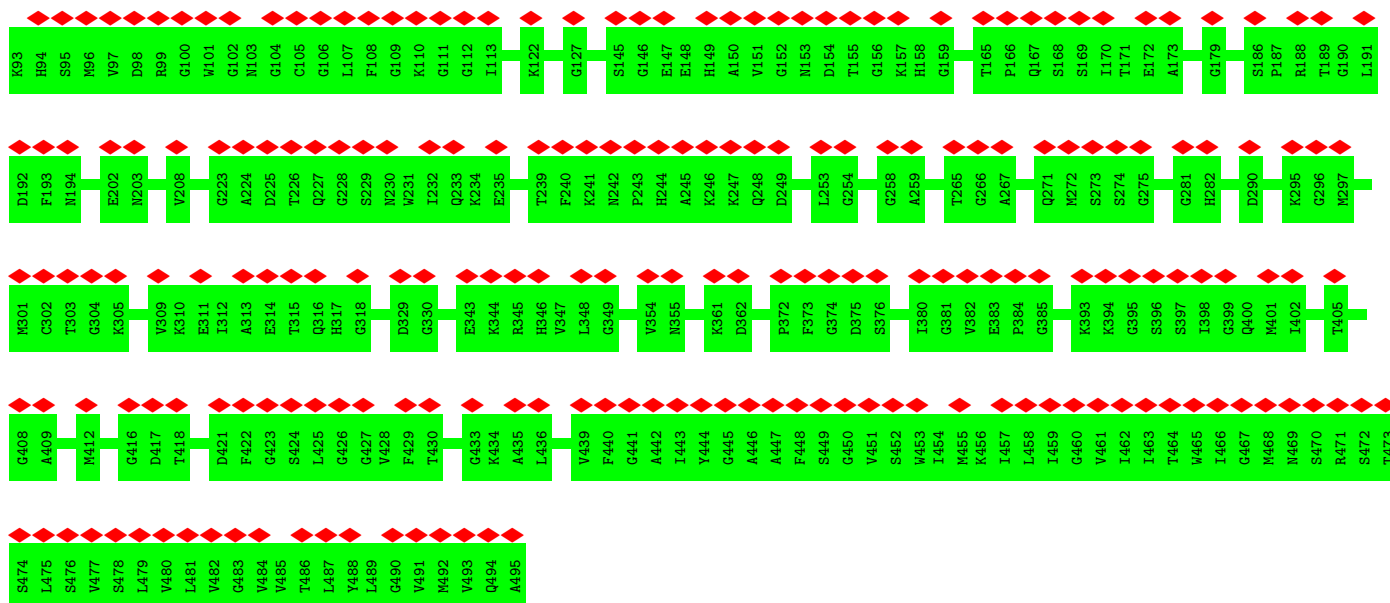 K93 H94 S95 M96 V97 D98 R99 G100 W101 G102 N103 G104 C105 G106 L107 F108 G109 K110 G111 G112 I113 K122 G127 S145 G146 E147 E148 H149 A150 V151 G152 N153 D154 T155 G156 K157 H158 G159 T165 P166 Q167 S168 S169 I170 T171 E172 A173 G179 S186 P187 R188 T189 G190 L191
D192 F193 N194 E202 N203 V208 G223 A224 D225 T226 Q227 G228 S229 N230 W231 I232 Q233 K234 E235 T239 F240 K241 N242 P243 H244 A245 K246 K247 Q248 D249 L253 G254 G258 A259 T265 G266 A267 Q271 M272 S273 S274 G275 G281 H282 D290 K295 G296 M297
M301 C302 T303 G304 K305 V309 K310 E311 I312 A313 E314 T315 Q316 H317 G318 D329 G330 E343 K344 R345 H346 V347 L348 G349 V354 N355 K361 D362 P372 F373 G374 D375 S376 I380 G381 V382 E383 P384 G385 K393 K394 G395 S396 S397 I398 G399 Q400 M401 I402 T405
G408 A409 M412 G416 D417 T418 D421 F422 G423 S424 L425 G426 G427 V428 F429 T430 G433 K434 A435 L436 V439 F440 G441 A442 I443 Y444 G445 A446 A447 F448 S449 G450 V451 S452 W453 I454 M455 K456 I457 L458 I459 G460 V461 I462 I463 T464 W465 I466 G467 M468 N469 S470 R471 S472 T473
S474 L475 S476 V477 S478 L479 V480 L481 V482 G483 V484 V485 T486 L487 Y488 L489 G490 V491 M492 V493 Q494 A495